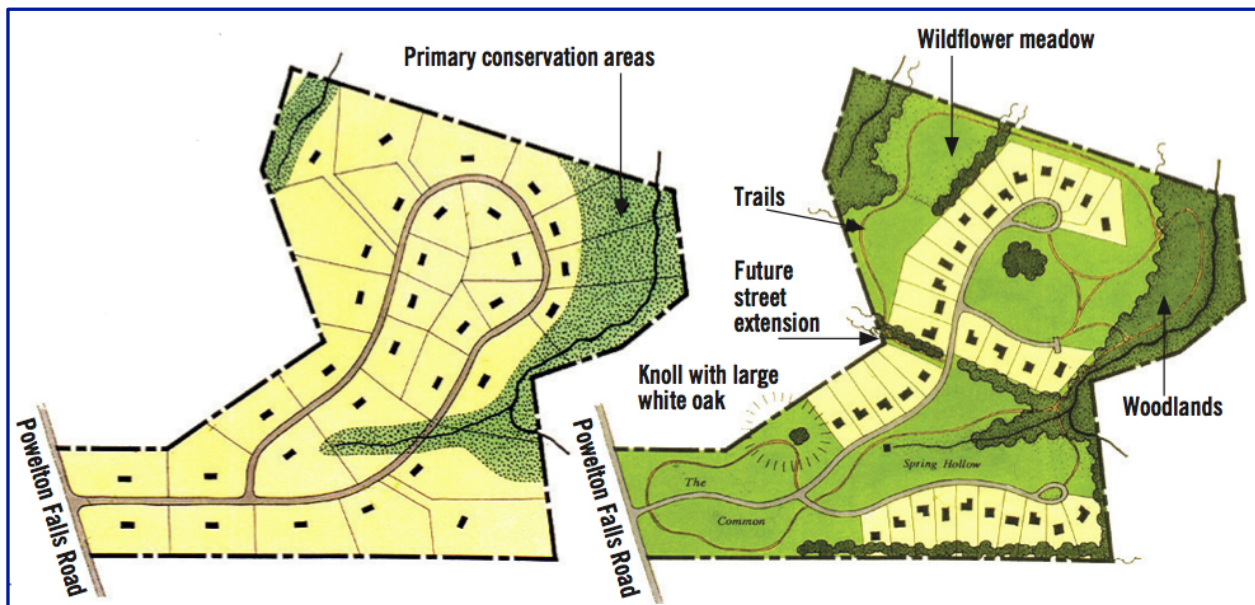 Primary conservation areas
Powelton Falls Road
Wildflower meadow
Trails
Future
street
extension
Knoll with large
white oak
Woodlands
Spring Hollow
The
Common
Powelton Falls Road